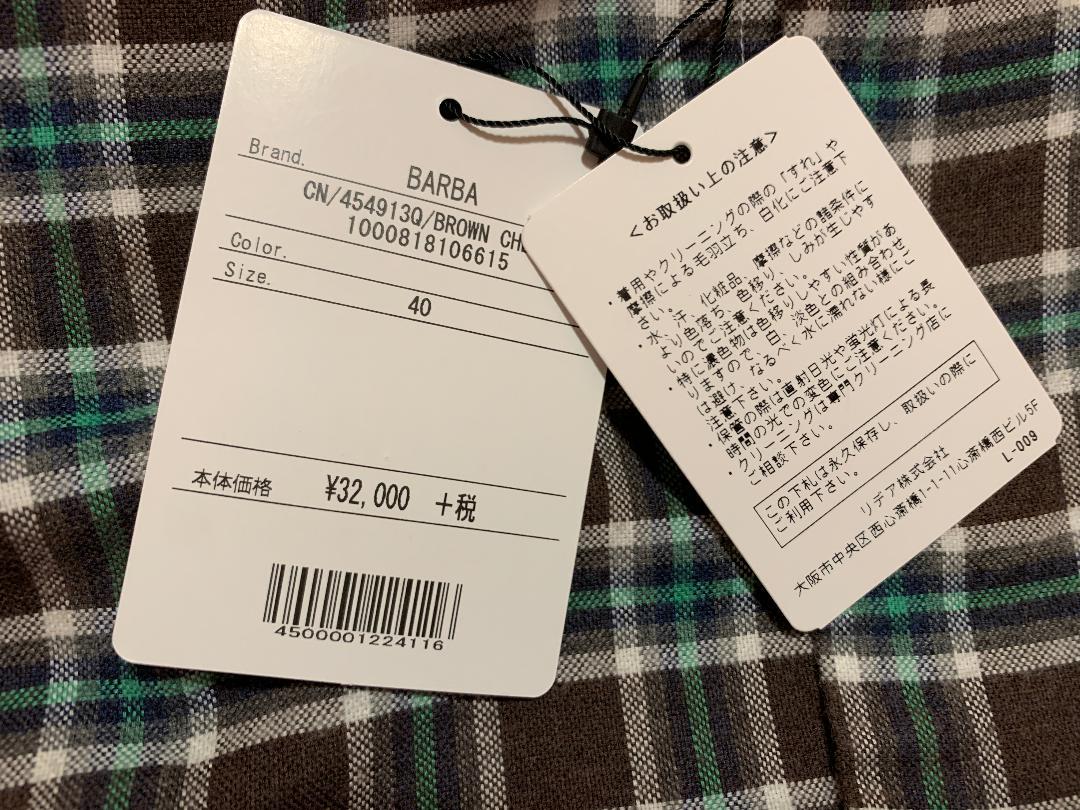 Brand.
BARBA
CN/454913Q/BROWN CH
1000818106615
Color.
Size.
40
本体価格 ¥32,000 +税
4500001224116
<お取扱い上の注意>
・着用やクリーニングの際の「すれ」や
摩擦による毛羽立ち、白化にご注意下
さい。
・水、汗、化粧品、摩擦などの諸条件に
より色落ち、色移り、しみが生じやす
いのでご注意ください。
・特に濃色物は色移りしやすい性質があ
りますので、白、淡色との組み合わせ
は避け、なるべく水に濡れない様にご
注意下さい。
・保管の際は直射日光や蛍光灯による長
時間の光での変色にご注意ください。
・クリーニングは専門クリーニング店に
ご相談下さい。
この下札は永久保存し、取扱いの際に
ご利用下さい。
リデア株式会社
大阪市中央区西心斎橋1-1-11心斎橋西ビル5F
L-009